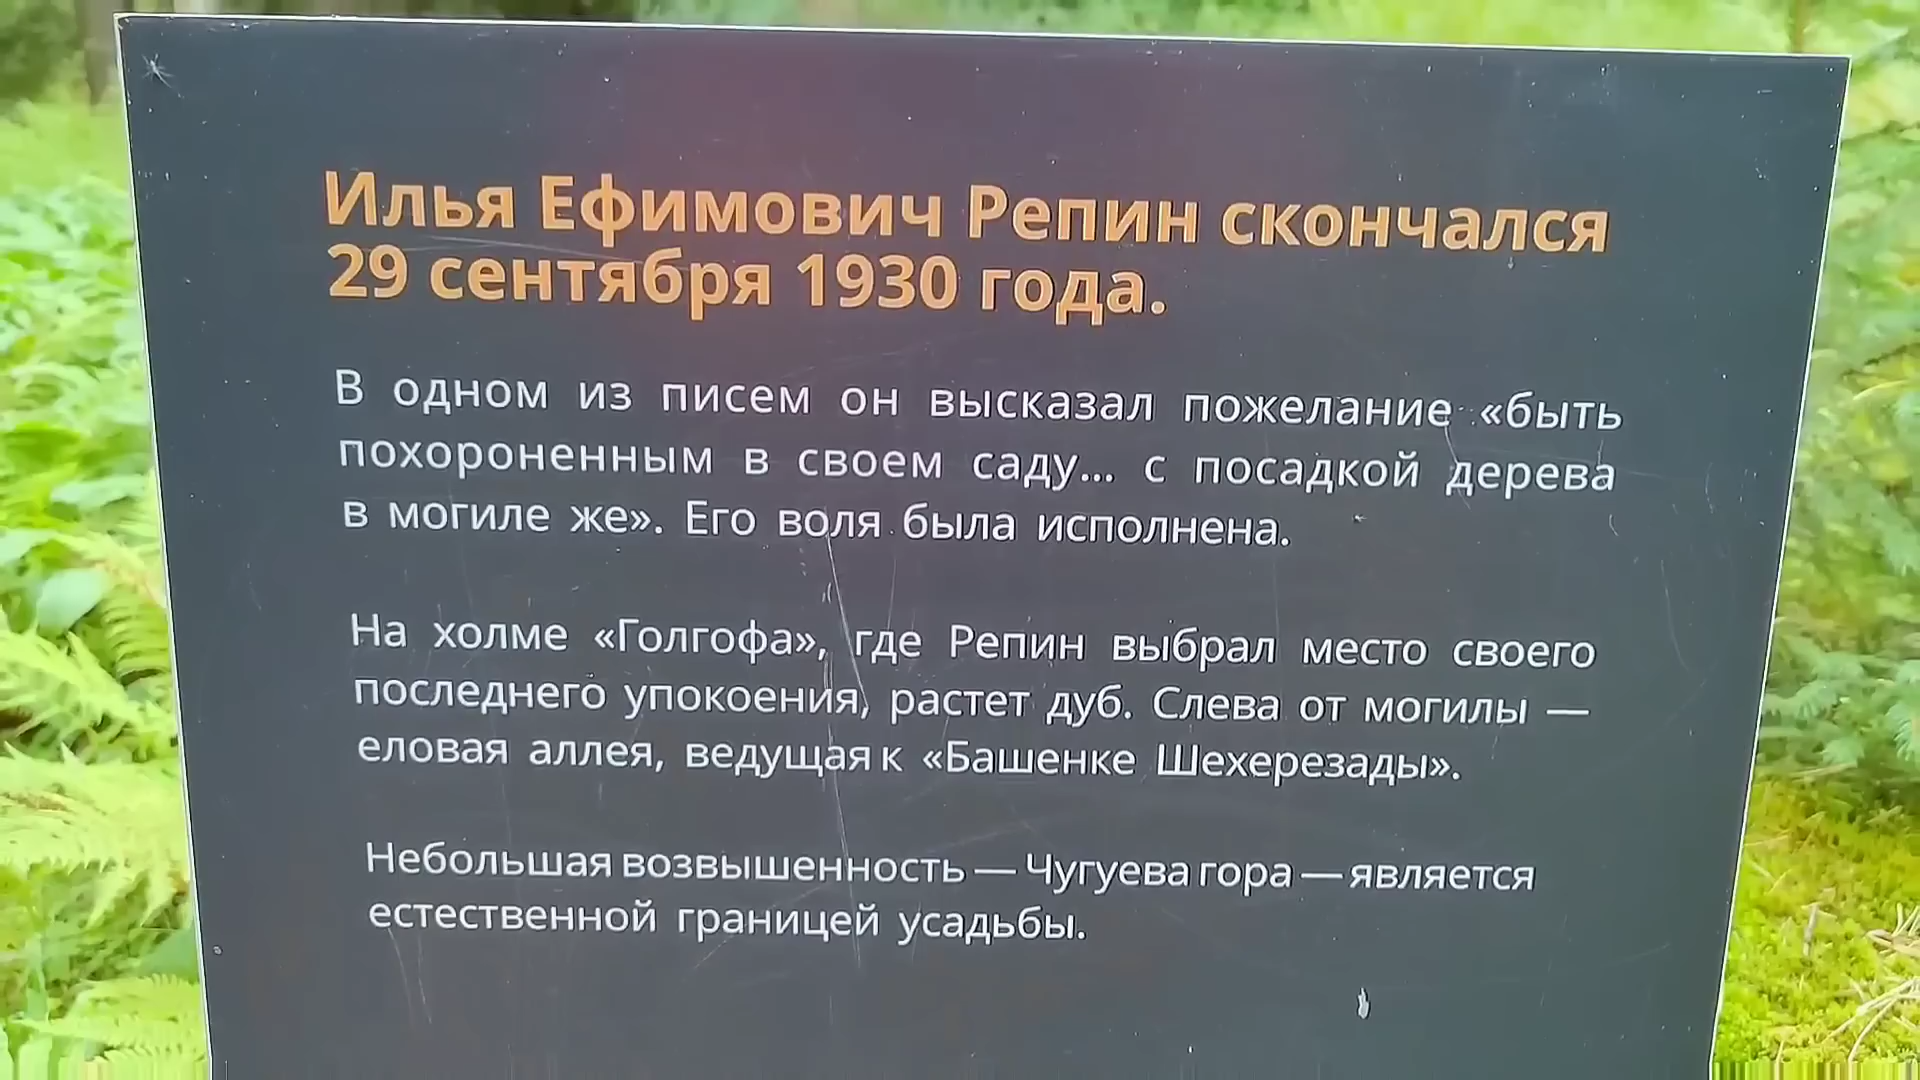 Илья Ефимович Репин скончался
29 сентября 1930 года.
В одном из писем он высказал пожелание «быть
похороненным в своем саду... с посадкой дерева
в могиле же». Его воля была исполнена.
На холме «Голгофа», где Репин выбрал место своего
последнего упокоения, растет дуб. Слева от могилы —
еловая аллея, ведущая к «Башенке Шехерезады».
Небольшая возвышенность — Чугуева гора — является
естественной границей усадьбы.